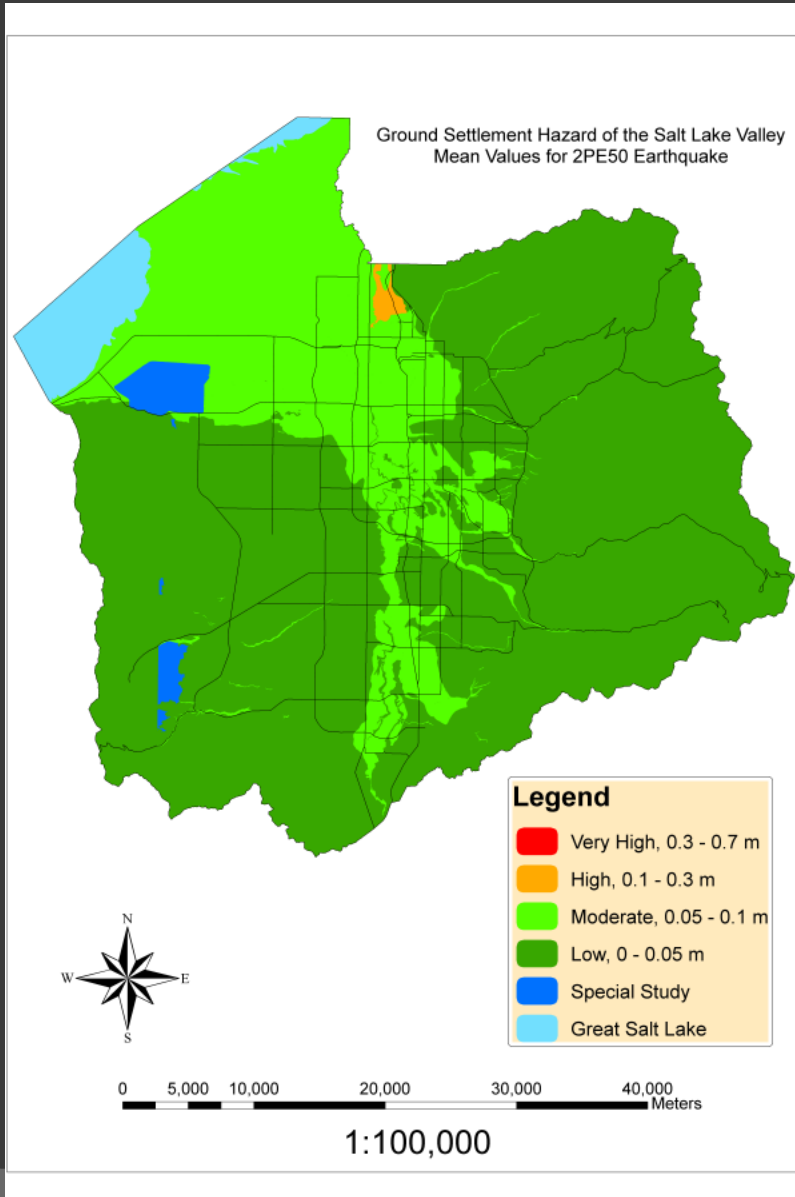 Ground Settlement Hazard of the Salt Lake Valley
Mean Values for 2PE50 Earthquake
Legend
Very High, 0.3 - 0.7 m
High, 0.1 - 0.3 m
Moderate, 0.05 - 0.1 m
Low, 0 - 0.05 m
Special Study
Great Salt Lake
N
W E
S
0 5,000 10,000 20,000 30,000 40,000
Meters
1:100,000